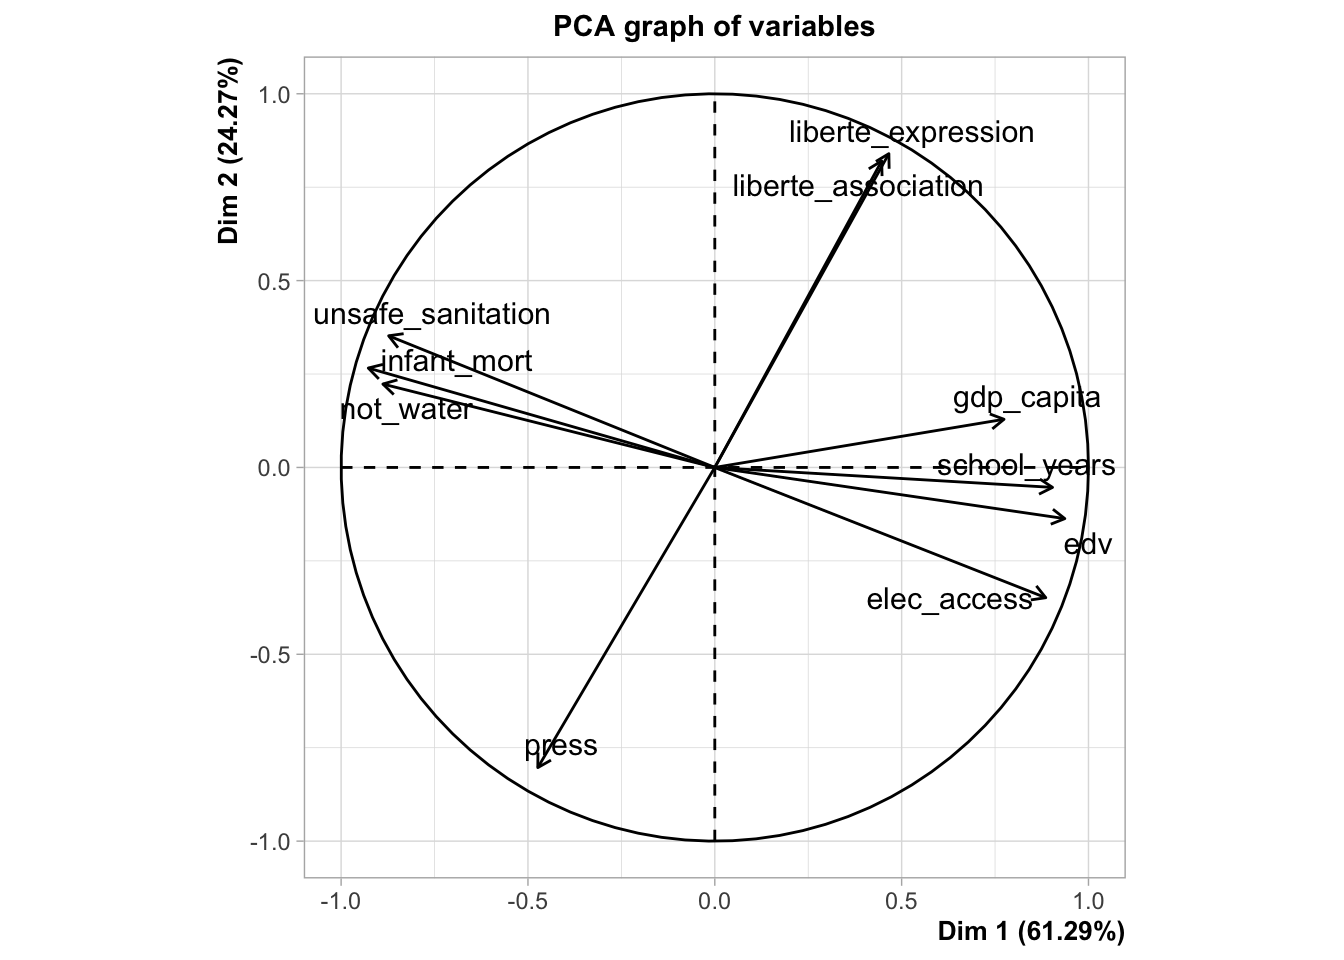 PCA graph of variables
Dim 2 (24.27%)
1.0
0.5
0.0
-0.5
-1.0
liberte_expression
liberte_association
unsafe_sanitation
infant_mort
not_water
gdp_capita
school_years
edv
elec_access
press
-1.0
-0.5
0.0
0.5
1.0
Dim 1 (61.29%)